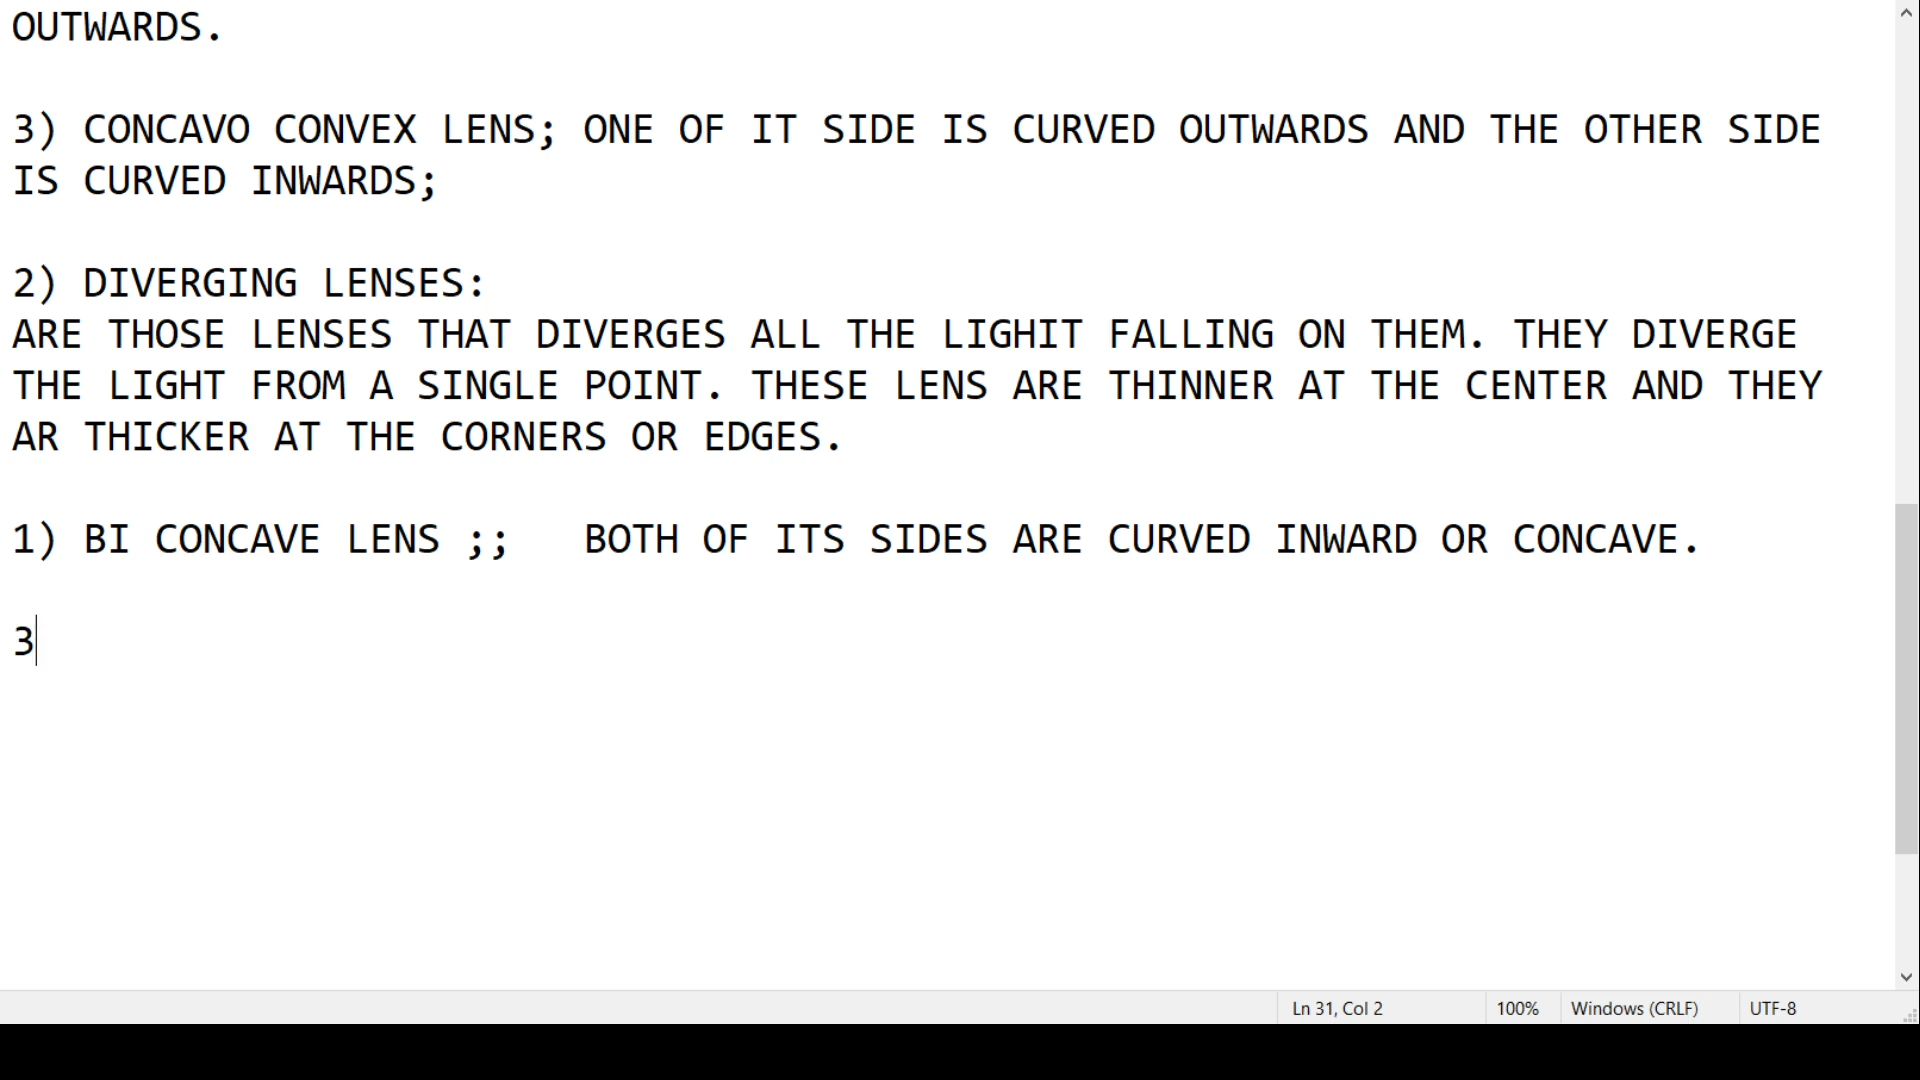 OUTWARDS.
3) CONCAVO CONVEX LENS; ONE OF IT SIDE IS CURVED OUTWARDS AND THE OTHER SIDE
IS CURVED INWARDS;
2) DIVERGING LENSES:
ARE THOSE LENSES THAT DIVERGES ALL THE LIGHIT FALLING ON THEM. THEY DIVERGE
THE LIGHT FROM A SINGLE POINT. THESE LENS ARE THINNER AT THE CENTER AND THEY
AR THICKER AT THE CORNERS OR EDGES.
1) BI CONCAVE LENS ;;   BOTH OF ITS SIDES ARE CURVED INWARD OR CONCAVE.
3
Ln 31, Col 2 100% Windows (CRLF) UTF-8